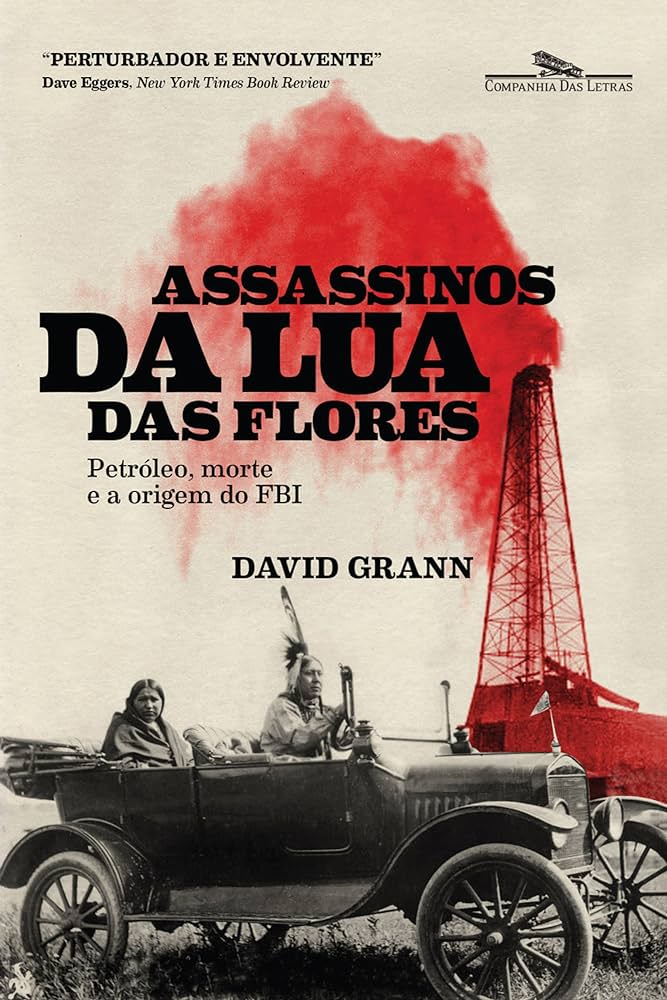 “PERTURBADOR E ENVOLVENTE”
Dave Eggers, New York Times Book Review
COMPANHIA DAS LETRAS
ASSASSINOS
DA LUA
DAS FLORES
Petróleo, morte
e a origem do FBI
DAVID GRANN